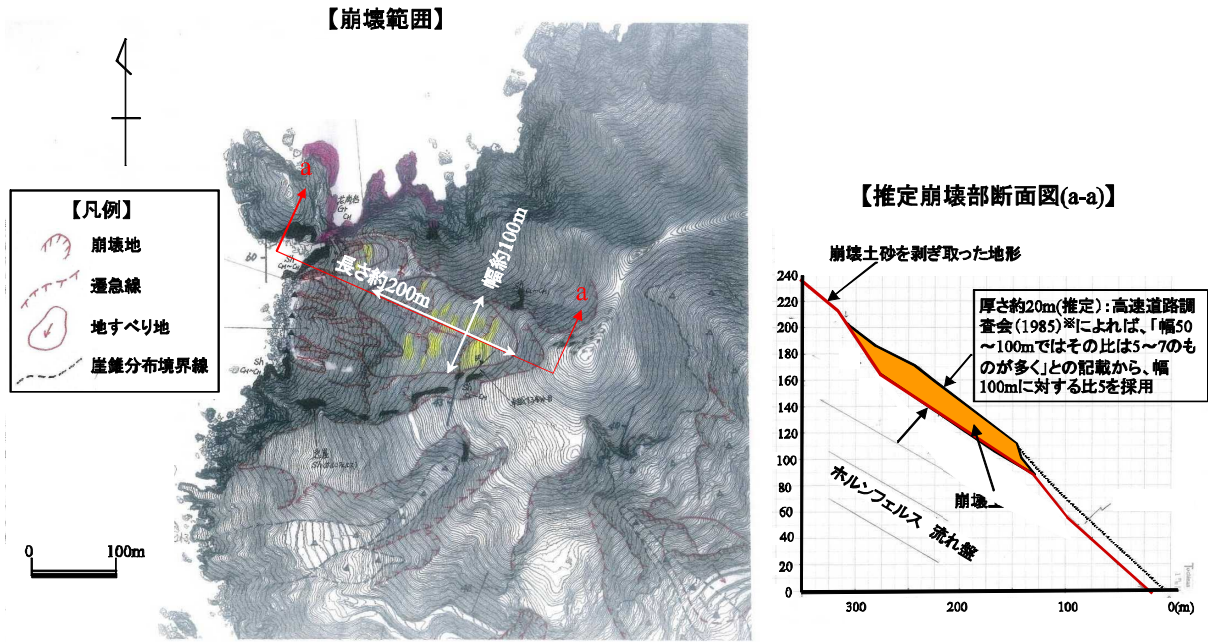 【崩壊範囲】
【凡例】
崩壊地
遷急線
地すべり地
崖錐分布境界線
0 100m
a
60
長さ約200m
幅約100m
a
【推定崩壊部断面図(a-a)】
崩壊土砂を剥ぎ取った地形
厚さ約20m(推定):高速道路調
査会(1985)※によれば、「幅50
~100mではその比は5~7のも
のが多く」との記載から、幅
100mに対する比5を採用
240
220
200
180
160
140
120
100
80
60
40
20
0
崩壊土
ホルンフェルス 流れ盤
300 200 100 0(m)